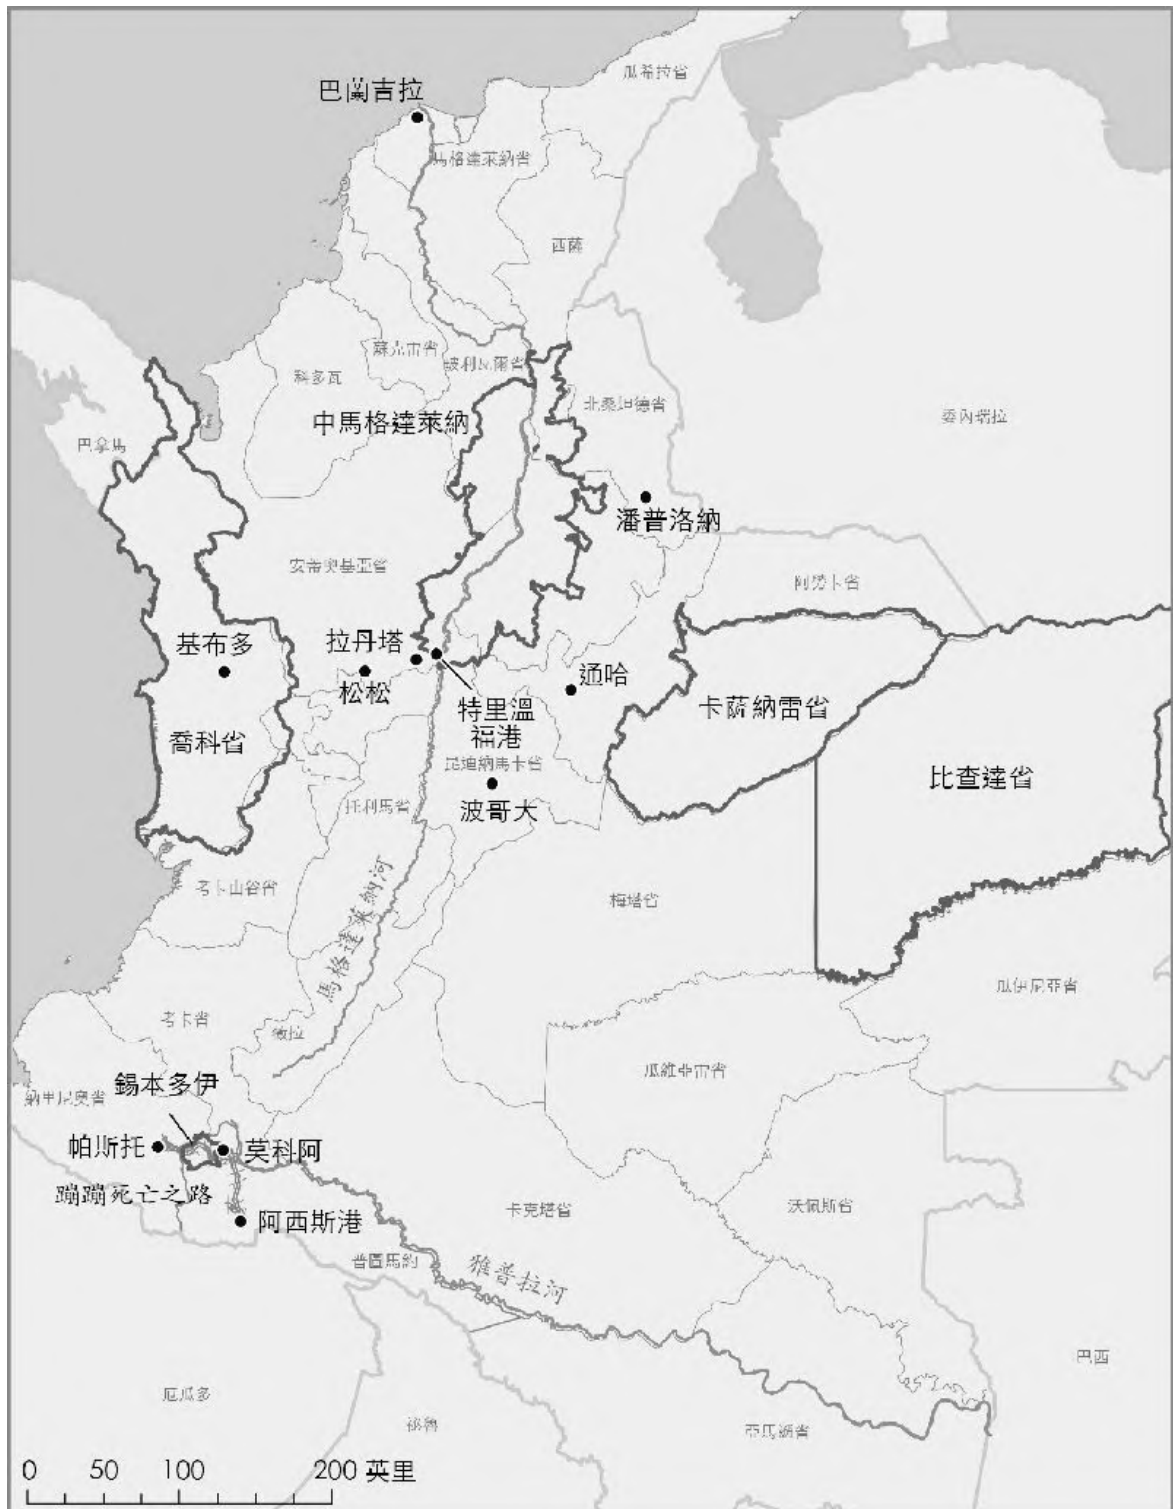 瓜希拉省
巴蘭吉拉
馬格達萊納省
西薩
蘇克雷省
玻利瓦爾省
科多瓦
北桑坦德省
中馬格達萊納
委內瑞拉
巴拿馬
潘普洛納
安蒂奧基亞省
阿勞卡省
基布多
拉丹塔
松松
通哈
特里溫
福港
卡薩納雷省
喬科省
昆迪納馬卡省
比查達省
托利馬省
波哥大
考卡山谷省
馬格達萊納河
梅塔省
瓜伊尼亞省
考卡省
微拉
瓜維亞雷省
錫本多伊
納里尼奧省
帕斯托
莫科阿
蹦蹦死亡之路
阿西斯港
卡克塔省
沃佩斯省
普圖馬約
雅普拉河
巴西
厄瓜多
祕魯
亞馬遜省
0 50 100 200 英里